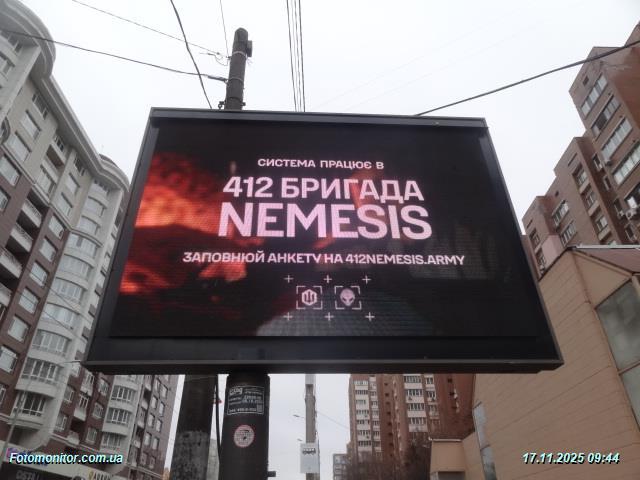 СИСТЕМА ПРАЦЮЄ В
412 БРИГАДА
NEMESIS
ЗАПОВНЮЙ АНКЕТУ НА 412NEMESIS.ARMY
Fotomonitor.com.ua
17.11.2025 09:44